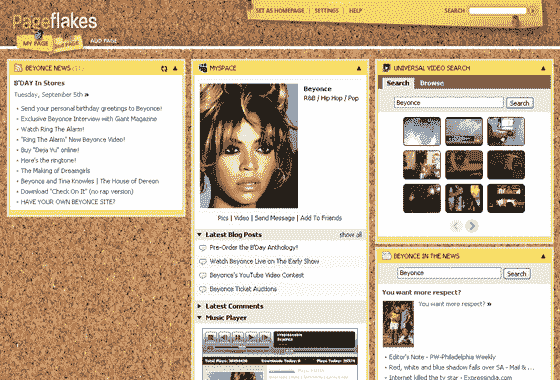 Pageflakes
SET AS HOMEPAGE | SETTINGS | HELP
SEARCH
MY PAGE
ADD PAGE
BEYONCE NEWS
B'DAY In Stores
Tuesday, September 5th »
Send your personal birthday greetings to Beyonce!
Exclusive Beyonce Interview with Giant Magazine
Watch Ring The Alarm!
"Ring The Alarm" New Beyonce Video!
Buy "Deja Vu" online!
Here's the ringtone!
The Making of Dreamgirls
Beyonce and Tina Knowles | The House of Dereon
Download "Check On It" (no rap version)
HAVE YOUR OWN BEYONCE SITE?
MYSPACE
Beyonce
R&B / Hip Hop / Pop
Pics | Video | Send Message | Add To Friends
Latest Blog Posts show all
Pre-Order the B'Day Anthology!
Watch Beyonce Live on The Early Show
Beyonce's YouTube Video Contest
Beyonce Ticket Auctions
Latest Comments
Music Player
UNIVERSAL VIDEO SEARCH
Search Browse
Beyonce Search
BEYONCE IN THE NEWS
Beyonce Search
You want more respect?
You want more respect? »
Editor's Note - PW-Philadelphia Weekly
Red, white and blue shadow falls over SA - Mail & ...
Internet killed the tv star - Expressindia.com